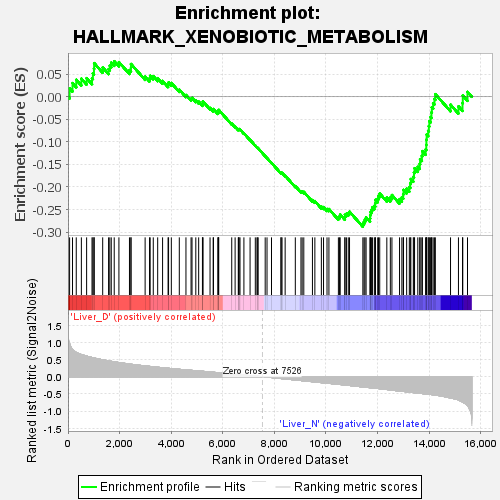 Enrichment plot:
HALLMARK_XENOBIOTIC_METABOLISM
Enrichment score (ES)
0.05
0.00
-0.05
-0.10
-0.15
-0.20
-0.25
-0.30
'Liver_D' (positively correlated)
Ranked list metric (Signal2Noise)
1.5
1.0
0.5
0.0
-0.5
-1.0
-1.5
Zero cross at 7526
'Liver_N' (negatively correlated)
0
2,000
4,000
6,000
8,000
10,000
12,000
14,000
16,000
Rank in Ordered Dataset
Enrichment profile
Hits
Ranking metric scores